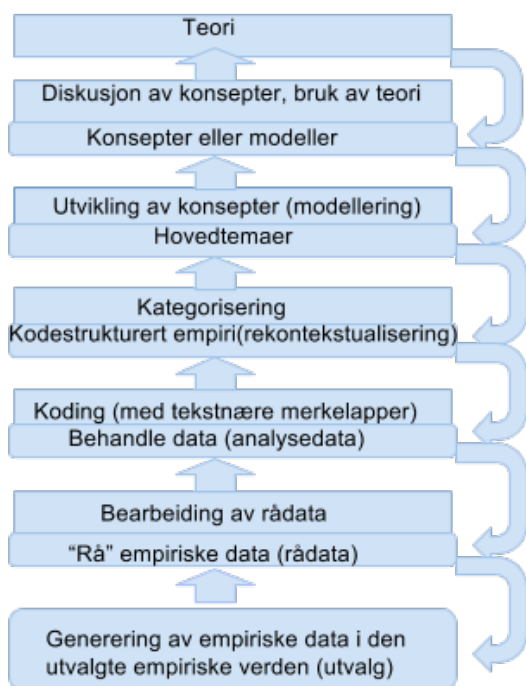 Teori
Diskusjon av konsepter, bruk av teori
Konsepter eller modeller
Utvikling av konsepter (modellering)
Hovedtemaer
Kategorisering
Kodestrukturert empiri(rekontekstualisering)
Koding (med tekstnære merkelapper)
Behandle data (analysedata)
Bearbeiding av rådata
“Rå” empiriske data (rådata)
Generering av empiriske data i den
utvalgte empiriske verden (utvalg)